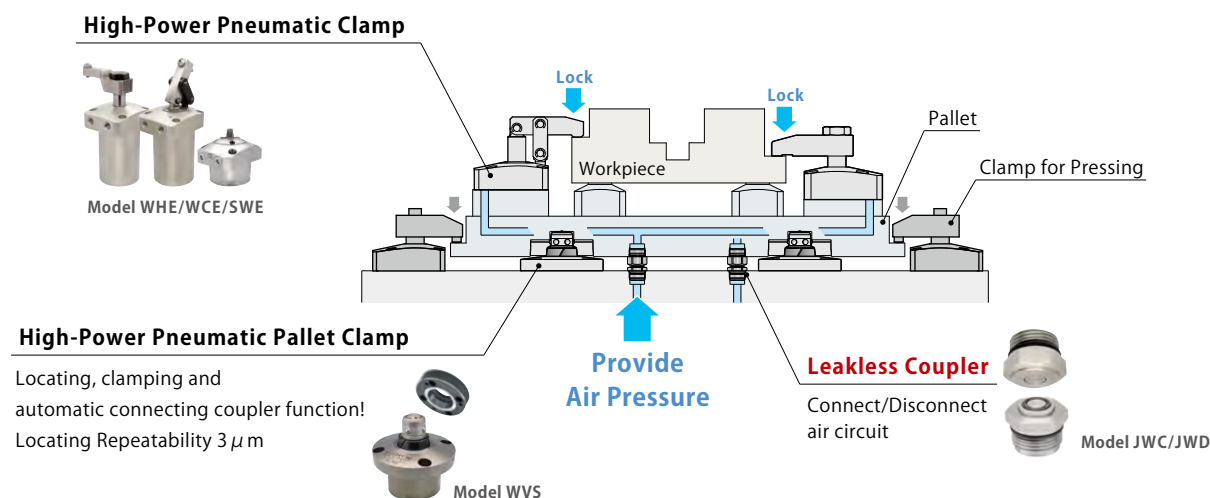 High-Power Pneumatic Clamp
Model WHE/WCE/SWE
Lock
Lock
Workpiece
Pallet
Clamp for Pressing
High-Power Pneumatic Pallet Clamp
Locating, clamping and
automatic connecting coupler function!
Locating Repeatability 3 μ m
Model WVS
Provide
Air Pressure
Leakless Coupler
Connect/Disconnect
air circuit
Model JWC/JWD